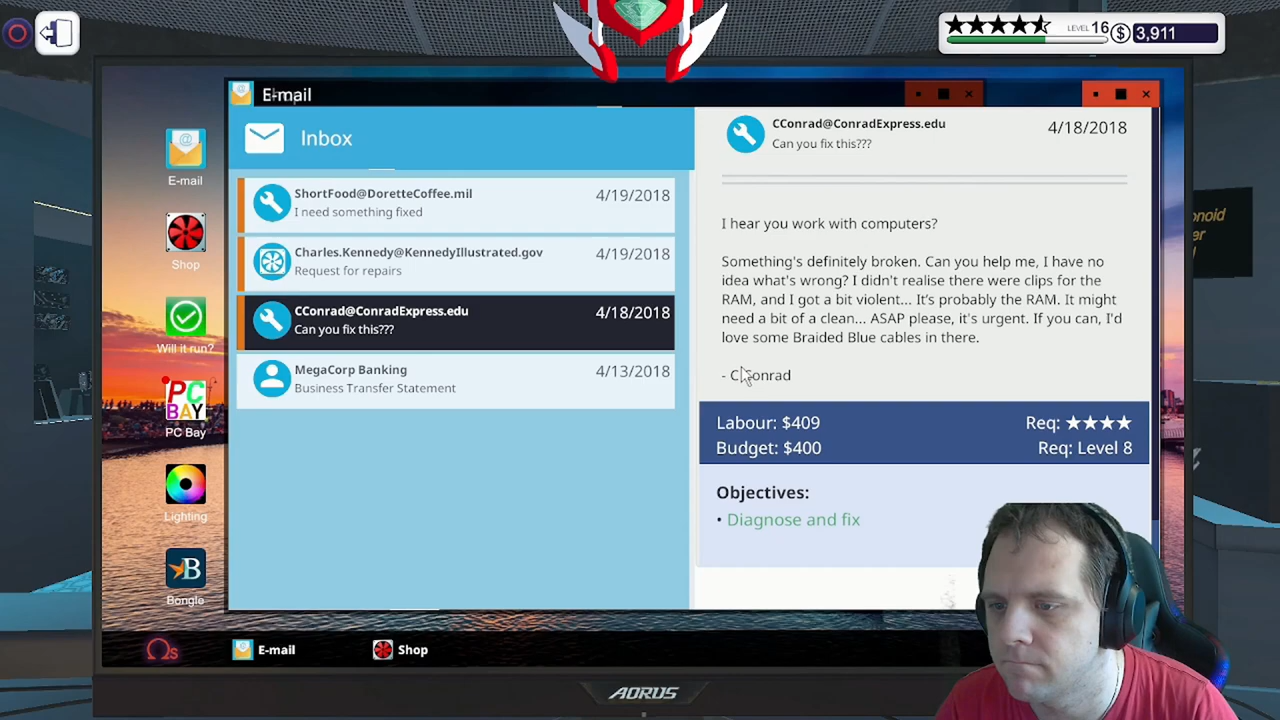 LEVEL 16
$ 3,911
E-mail
Inbox
ShortFood@DoretteCoffee.mil
4/19/2018
I need something fixed
Charles.Kennedy@KennedyIllustrated.gov
4/19/2018
Request for repairs
CConrad@ConradExpress.edu
4/18/2018
Can you fix this???
MegaCorp Banking
4/13/2018
Business Transfer Statement
CConrad@ConradExpress.edu
4/18/2018
Can you fix this???
I hear you work with computers?
Something's definitely broken. Can you help me, I have no
idea what's wrong? I didn't realise there were clips for the
RAM, and I got a bit violent... It's probably the RAM. It might
need a bit of a clean... ASAP please, it's urgent. If you can, I'd
love some Braided Blue cables in there.
- C Conrad
Labour: $409
Req: ★★★★
Budget: $400
Req: Level 8
Objectives:
• Diagnose and fix
E-mail
Shop
Will it run?
PC
BAY
PC Bay
Lighting
B
Bongle
Ωs
E-mail
Shop
AORUS